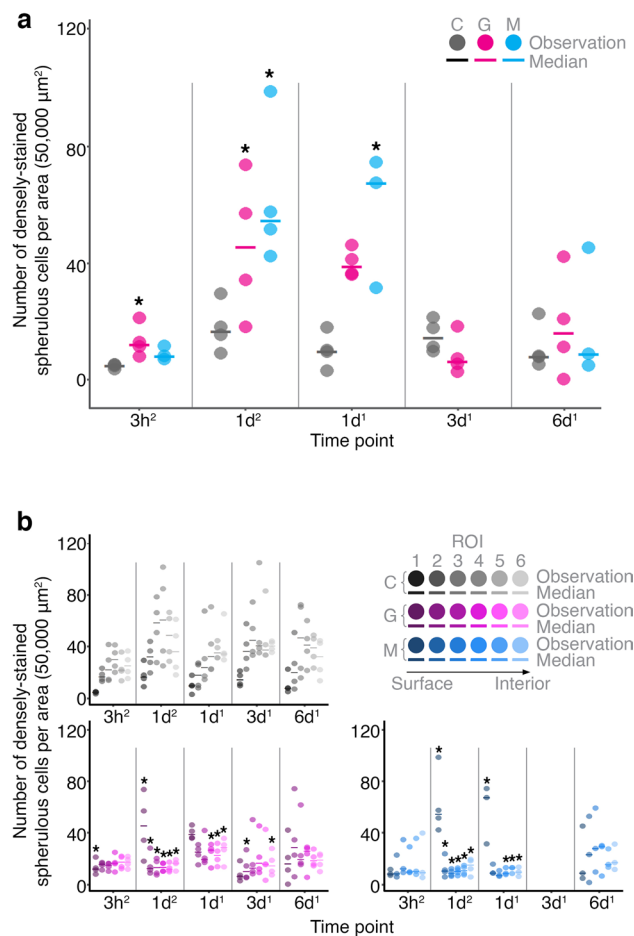 a
C G M
Observation
Median
Number of densely-stained
spherulous cells per area (50,000 µm²)
120
80
40
0
*
*
*
*
3h² 1d² 1d¹ 3d¹ 6d¹
Time point
b
Number of densely-stained
spherulous cells per area (50,000 µm²)
120
80
40
0
3h² 1d² 1d¹ 3d¹ 6d¹
ROI
1 2 3 4 5 6
C Observation
Median
G Observation
Median
M Observation
Median
Surface Interior
120
80
40
0
* * * * * * * * * * * *
3h² 1d² 1d¹ 3d¹ 6d¹
120
80
40
0
* * * * * * * * * *
3h² 1d² 1d¹ 3d¹ 6d¹
Time point